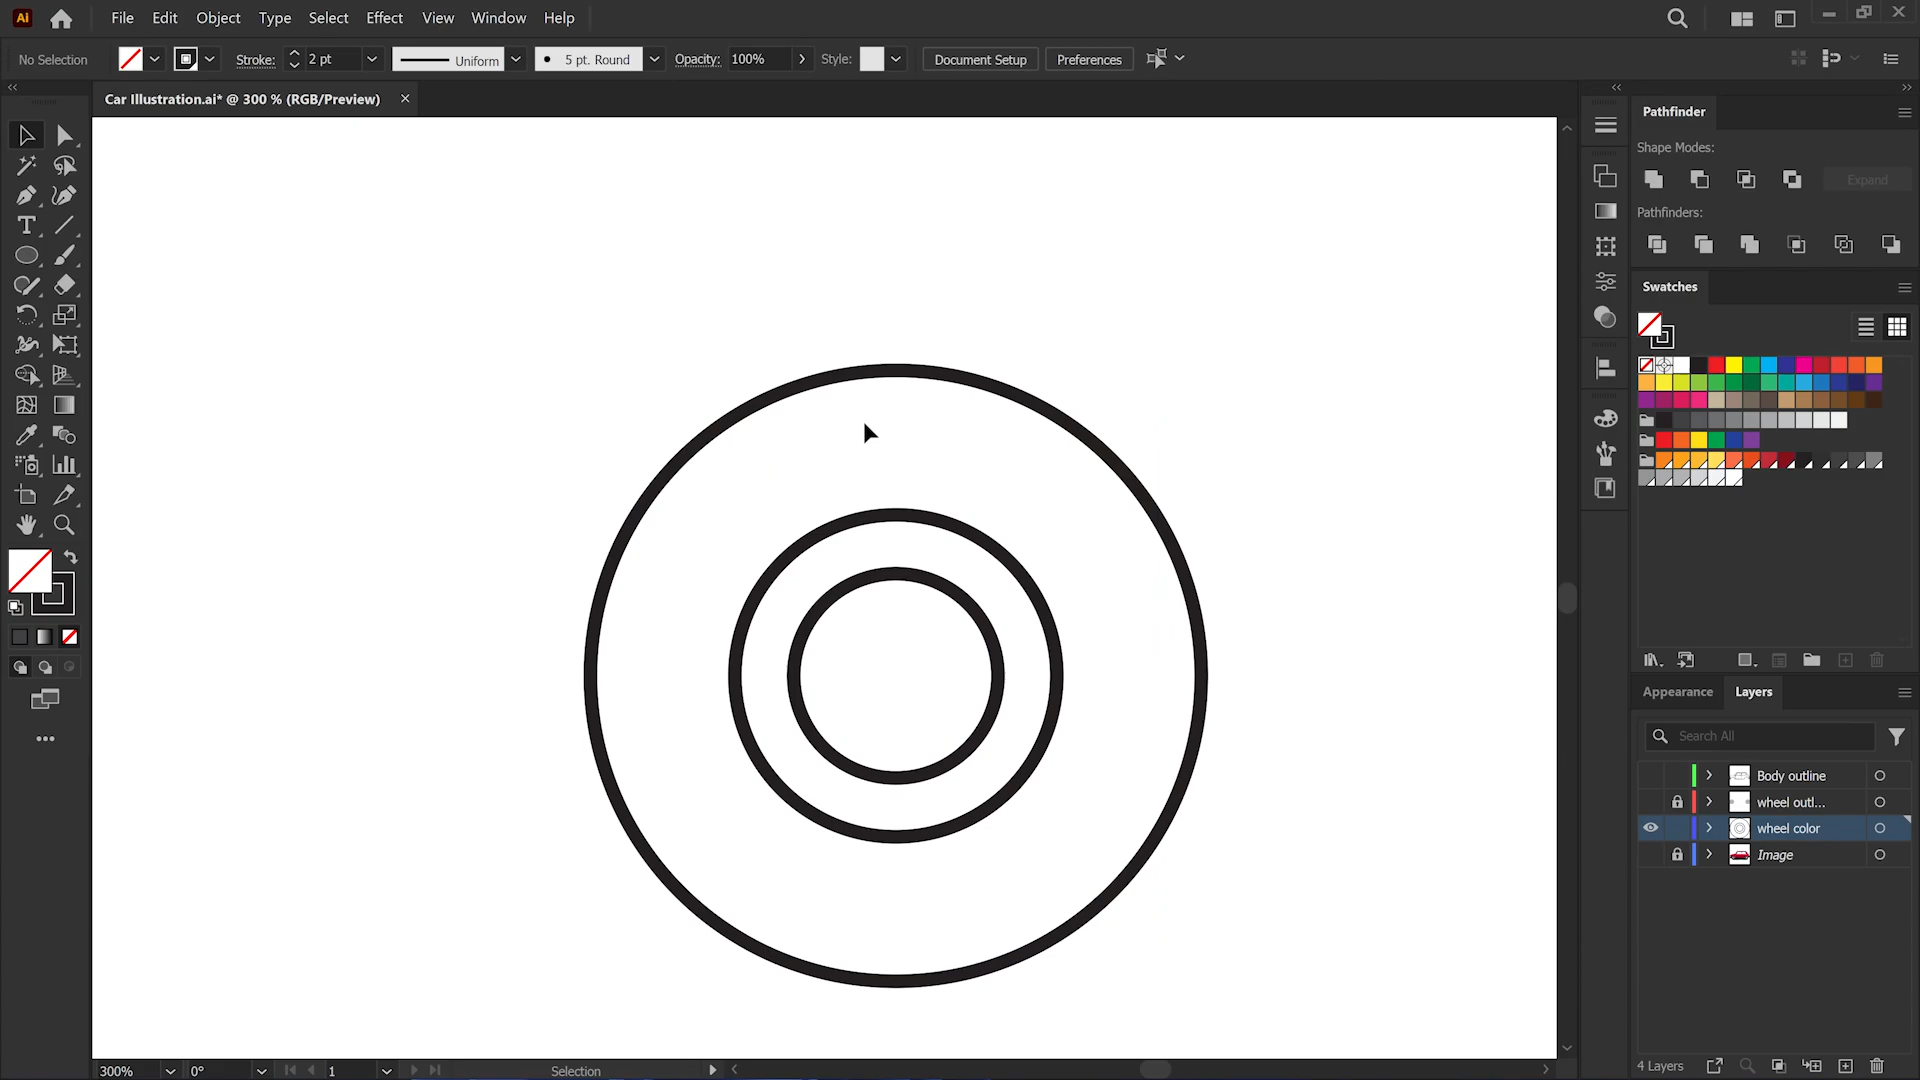 Ai File Edit Object Type Select Effect View Window Help
No Selection Stroke: 2 pt Uniform 5 pt. Round Opacity: 100% Style: Document Setup Preferences
Car Illustration.ai* @ 300 % (RGB/Preview)
Pathfinder
Shape Modes:
Expand
Pathfinders:
Swatches
Appearance Layers
Search All
Body outline
wheel outl...
wheel color
Image
4 Layers
300% 0° 1 Selection